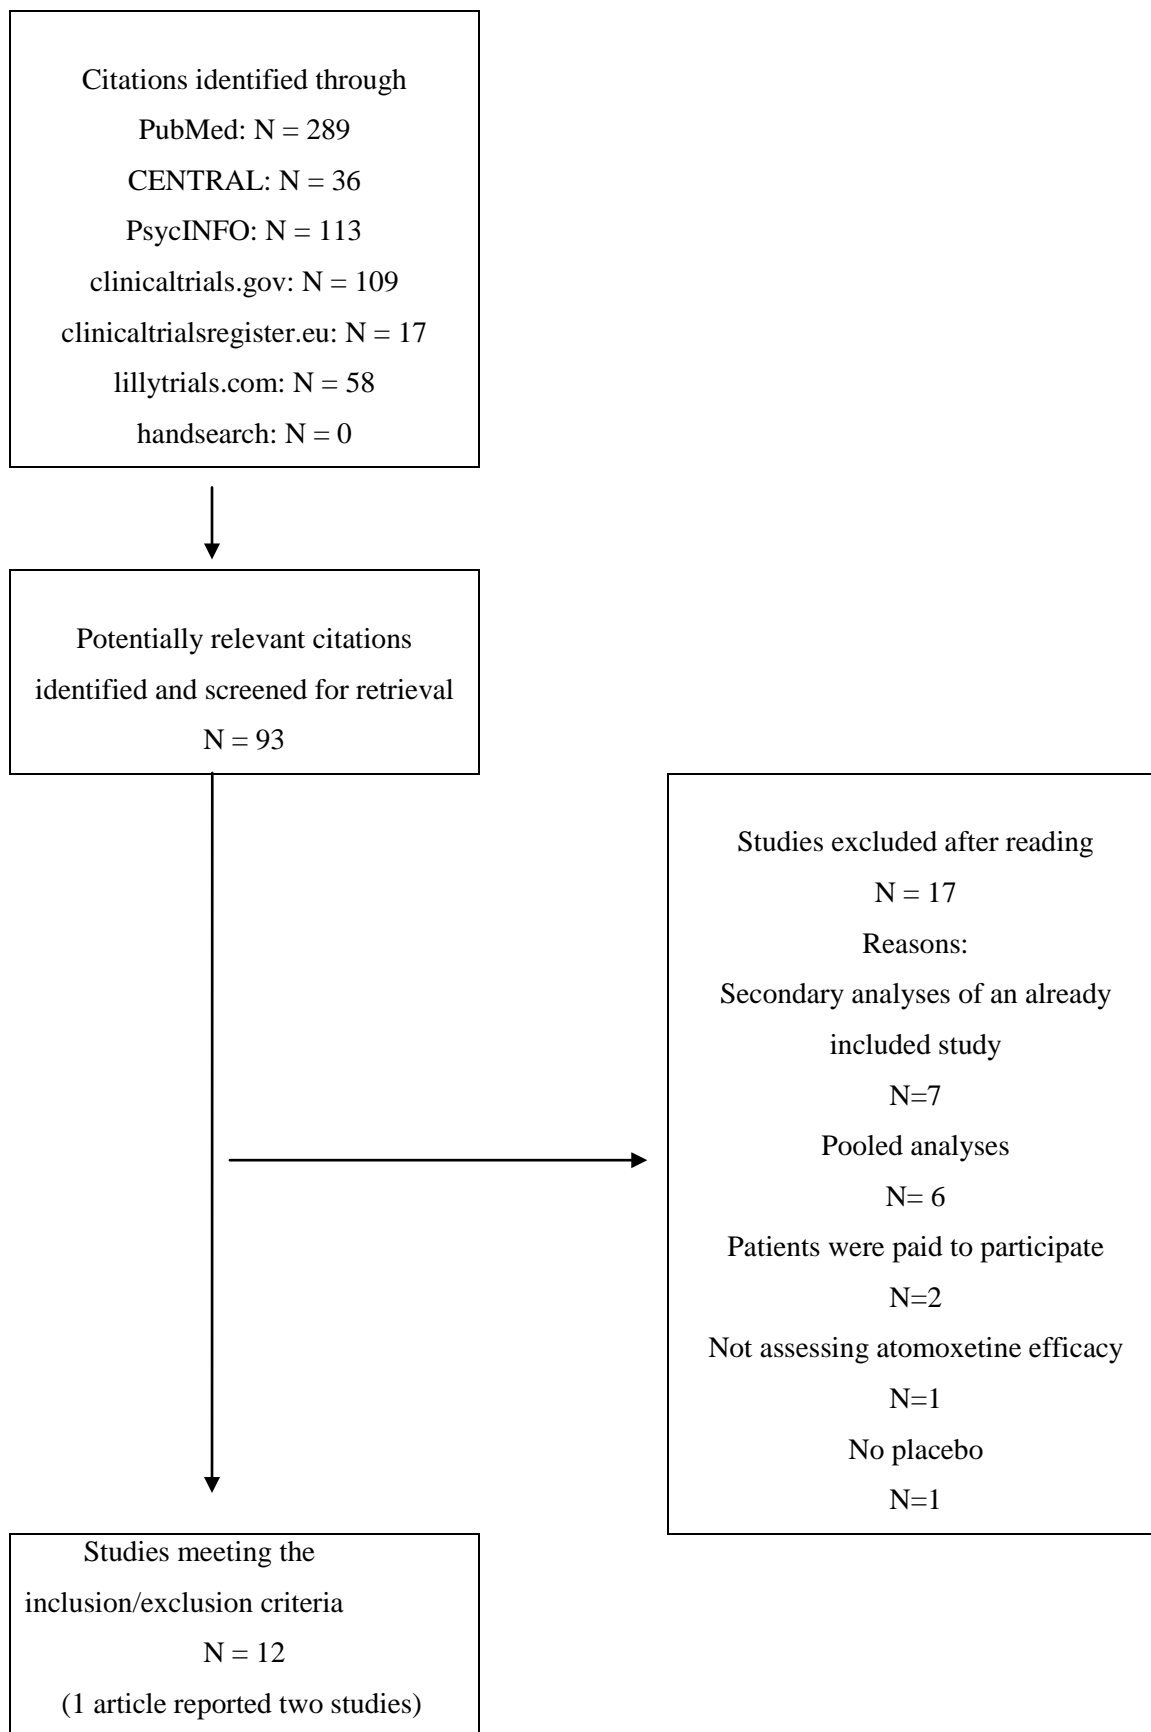 Citations identified through
PubMed: N = 289
CENTRAL: N = 36
PsycINFO: N = 113
clinicaltrials.gov: N = 109
clinicaltrialsregister.eu: N = 17
lillytrials.com: N = 58
handsearch: N = 0
Potentially relevant citations
identified and screened for retrieval
N = 93
Studies excluded after reading
N = 17
Reasons:
Secondary analyses of an already
included study
N=7
Pooled analyses
N= 6
Patients were paid to participate
N=2
Not assessing atomoxetine efficacy
N=1
No placebo
N=1
Studies meeting the
inclusion/exclusion criteria
N = 12
(1 article reported two studies)